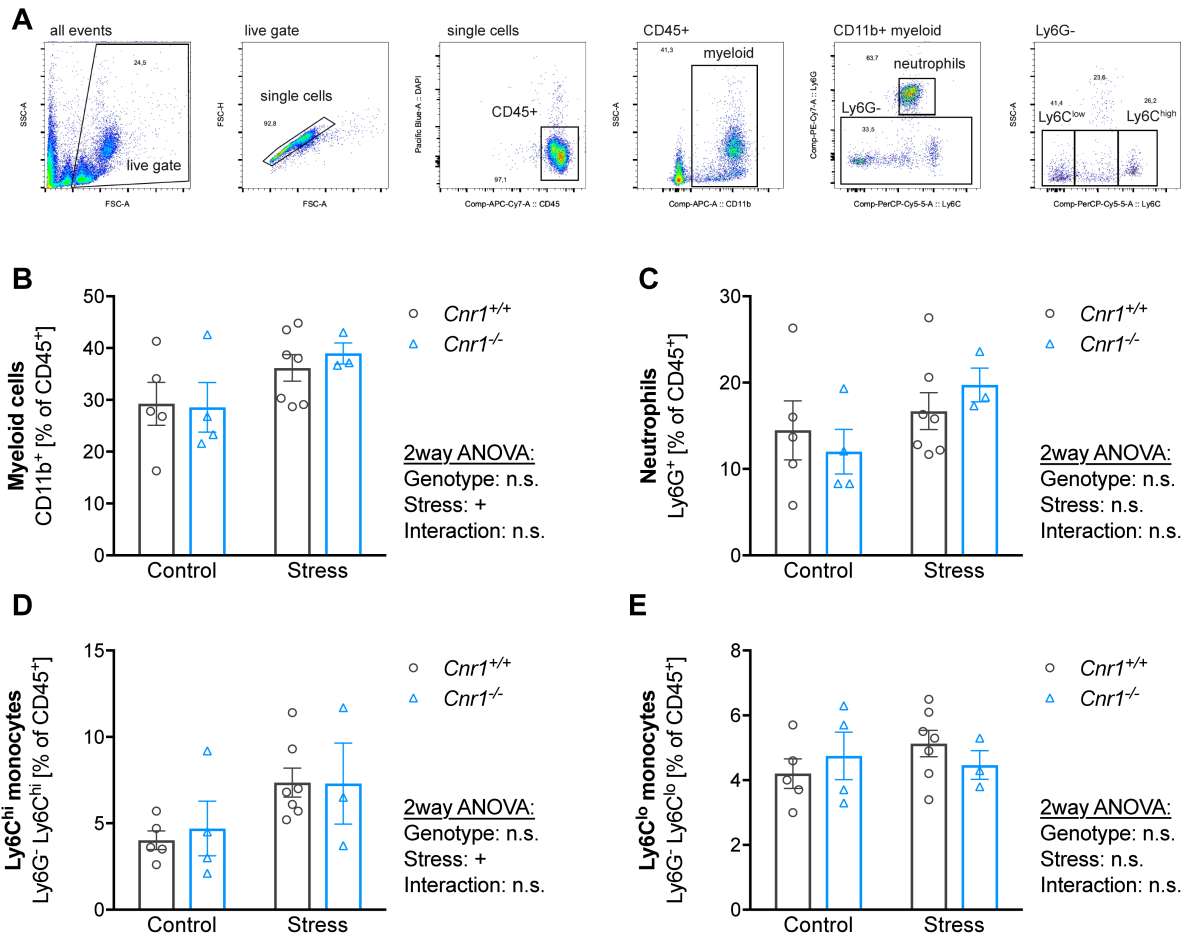 A
all events
24,5
live gate
SSC-A
FSC-A
live gate
single cells
92,8
FSC-H
FSC-A
single cells
CD45+
97,1
Pacific Blue-A :: DAPI
Comp-APC-Cy7-A :: CD45
CD45+
41,3
myeloid
SSC-A
Comp-APC-A :: CD11b
CD11b+ myeloid
63,7
neutrophils
Ly6G-
33,5
Comp-PE-Cy7-A :: Ly6G
Comp-PerCP-Cy5-5-A :: Ly6C
Ly6G-
23,6
41,4
26,2
Ly6Clow
Ly6Chigh
SSC-A
Comp-PerCP-Cy5-5-A :: Ly6C
B
Myeloid cells
CD11b+ [% of CD45+]
50
40
30
20
10
0
Control
Stress
Cnr1+/+
Cnr1-/-
2way ANOVA:
Genotype: n.s.
Stress: +
Interaction: n.s.
C
Neutrophils
Ly6G+ [% of CD45+]
30
20
10
0
Control
Stress
Cnr1+/+
Cnr1-/-
2way ANOVA:
Genotype: n.s.
Stress: n.s.
Interaction: n.s.
D
Ly6Chi monocytes
Ly6G- Ly6Chi [% of CD45+]
15
10
5
0
Control
Stress
Cnr1+/+
Cnr1-/-
2way ANOVA:
Genotype: n.s.
Stress: +
Interaction: n.s.
E
Ly6Clo monocytes
Ly6G- Ly6Clo [% of CD45+]
8
6
4
2
0
Control
Stress
Cnr1+/+
Cnr1-/-
2way ANOVA:
Genotype: n.s.
Stress: n.s.
Interaction: n.s.